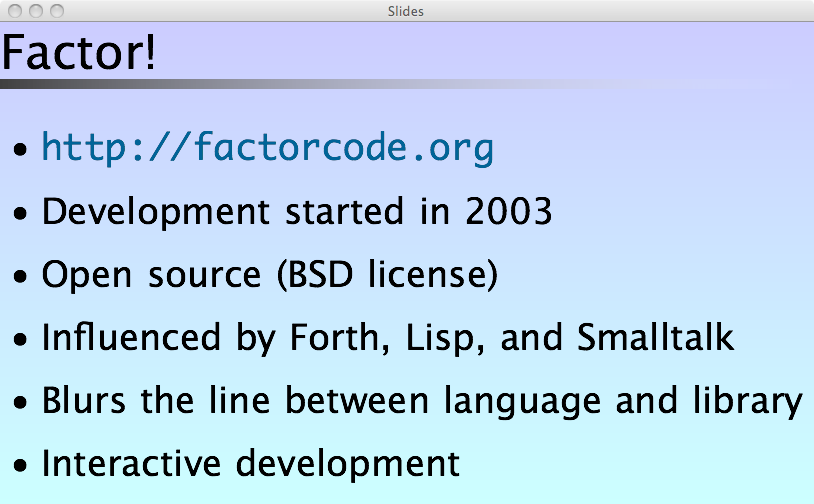 Slides
Factor!
• http://factorcode.org
• Development started in 2003
• Open source (BSD license)
• Influenced by Forth, Lisp, and Smalltalk
• Blurs the line between language and library
• Interactive development